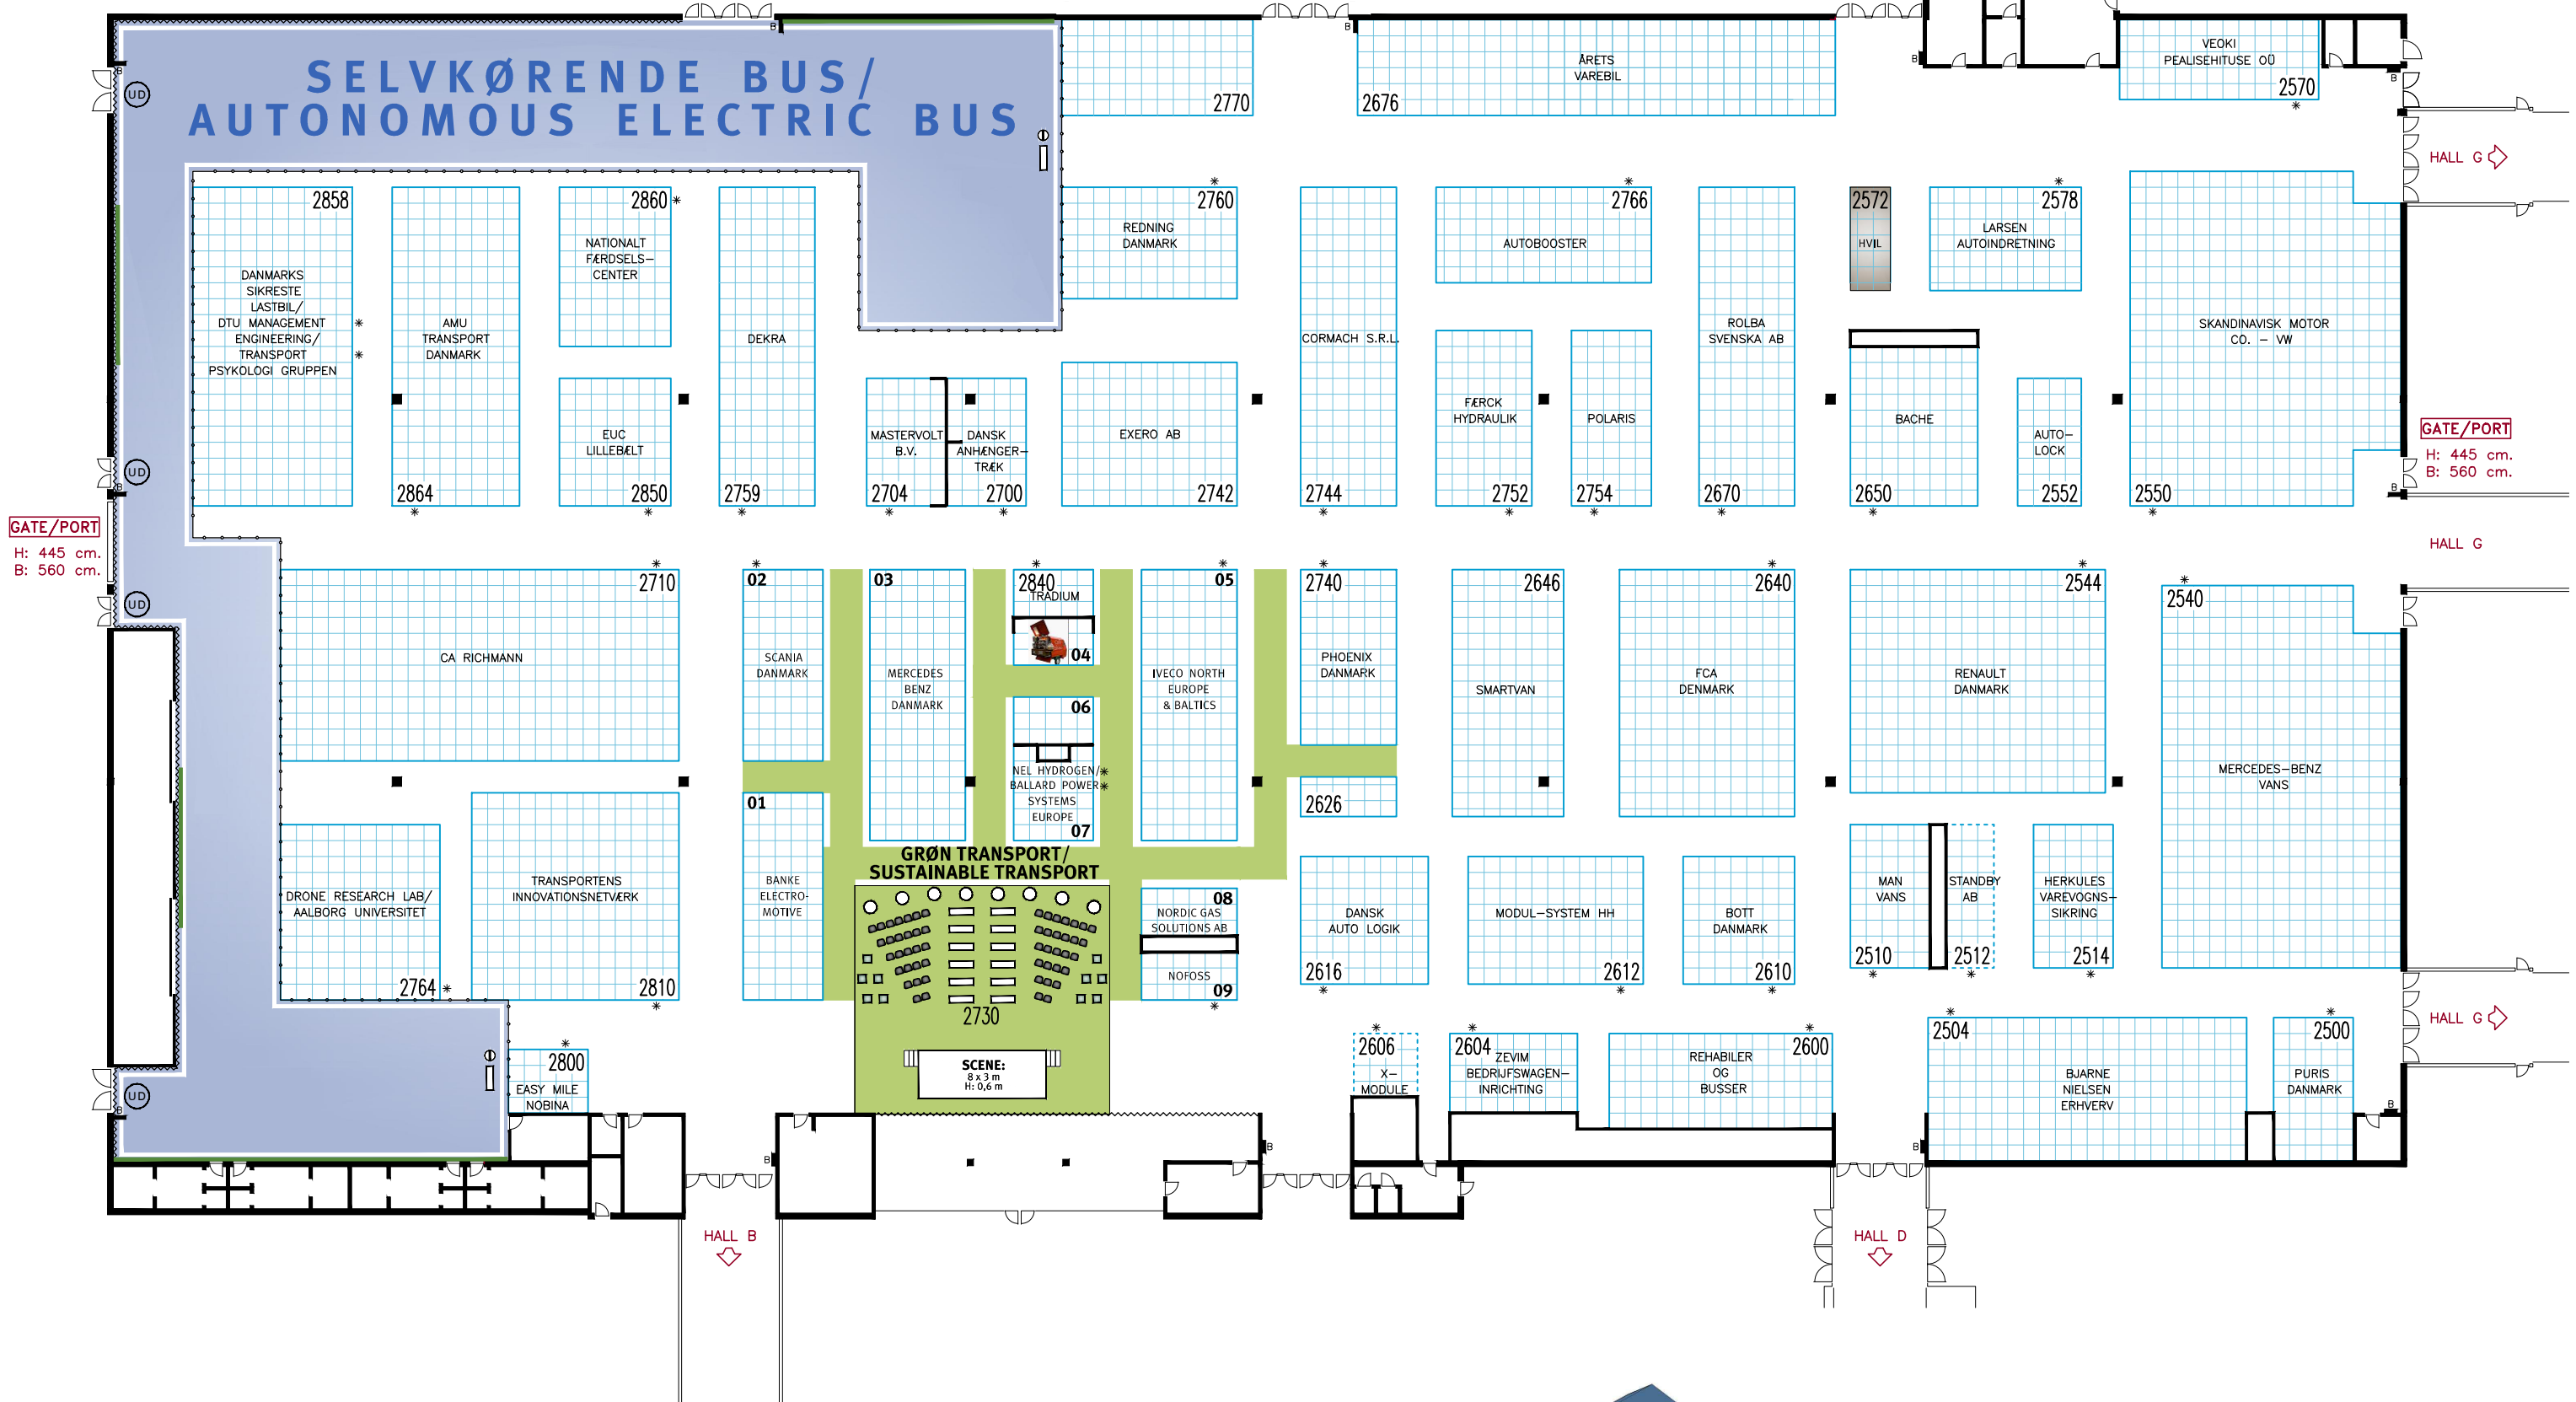 SELVKØRENDE BUS/
AUTONOMOUS ELECTRIC BUS
UD
B
B
B
B
B
2770
ÅRETS
VAREBIL
2676
VEOKI
PEALISEHITUSE OÜ
2570
*
HALL G
2858
DANMARKS
SIKRESTE
LASTBIL/
DTU MANAGEMENT *
ENGINEERING/
TRANSPORT *
PSYKOLOGI GRUPPEN
AMU
TRANSPORT
DANMARK
2864
*
2860 *
NATIONALT
FÆRDSELS-
CENTER
EUC
LILLEBÆLT
2850
*
DEKRA
2759
*
MASTERVOLT
B.V.
2704
*
DANSK
ANHÆNGER-
TRÆK
2700
*
*
2760
REDNING
DANMARK
EXERO AB
2742
CORMACH S.R.L.
2744
*
*
2766
AUTOBOOSTER
FÆRCK
HYDRAULIK
2752
*
POLARIS
2754
*
ROLBA
SVENSKA AB
2670
*
2572
HVIL
*
2578
LARSEN
AUTOINDRETNING
BACHE
2650
*
AUTO-
LOCK
2552
SKANDINAVISK MOTOR
CO. - VW
2550
*
GATE/PORT
H: 445 cm.
B: 560 cm.
B
UD
B
GATE/PORT
H: 445 cm.
B: 560 cm.
UD
HALL G
*
2710
CA RICHMANN
*
02
SCANIA
DANMARK
03
MERCEDES
BENZ
DANMARK
*
2840
TRADIUM
04
06
NEL HYDROGEN/*
BALLARD POWER*
SYSTEMS
EUROPE
07
*
05
IVECO NORTH
EUROPE
& BALTICS
*
2740
PHOENIX
DANMARK
2626
2646
SMARTVAN
*
2640
FCA
DENMARK
*
2544
RENAULT
DANMARK
*
2540
MERCEDES-BENZ
VANS
DRONE RESEARCH LAB/
AALBORG UNIVERSITET
2764 *
TRANSPORTENS
INNOVATIONSNETVÆRK
2810
*
01
BANKE
ELECTRO-
MOTIVE
GRØN TRANSPORT/
SUSTAINABLE TRANSPORT
2730
SCENE:
8 x 3 m
H: 0,6 m
08
NORDIC GAS
SOLUTIONS AB
NOFOSS
09
*
DANSK
AUTO LOGIK
2616
*
MODUL-SYSTEM HH
2612
*
BOTT
DANMARK
2610
*
MAN
VANS
2510
*
STANDBY
AB
2512
*
HERKULES
VAREVOGNS-
SIKRING
2514
*
HALL G
*
2800
EASY MILE
NOBINA
UD
B
*
2606
X-
MODULE
*
2604
ZEVIM
BEDRIJFSWAGEN-
INRICHTING
*
2600
REHABILER
OG
BUSSER
*
2504
BJARNE
NIELSEN
ERHVERV
*
2500
PURIS
DANMARK
B
B
B
B
HALL B
HALL D